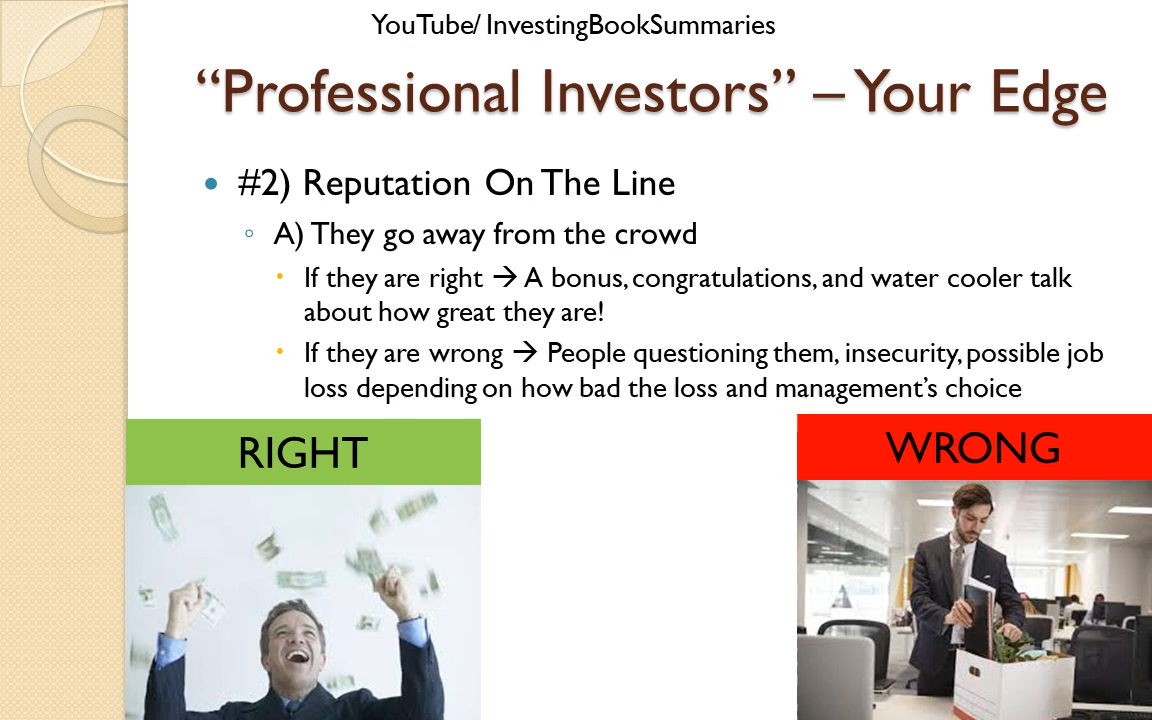 YouTube/ InvestingBookSummaries
“Professional Investors” – Your Edge
• #2) Reputation On The Line
◦ A) They go away from the crowd
• If they are right → A bonus, congratulations, and water cooler talk
about how great they are!
• If they are wrong → People questioning them, insecurity, possible job
loss depending on how bad the loss and management’s choice
RIGHT
WRONG